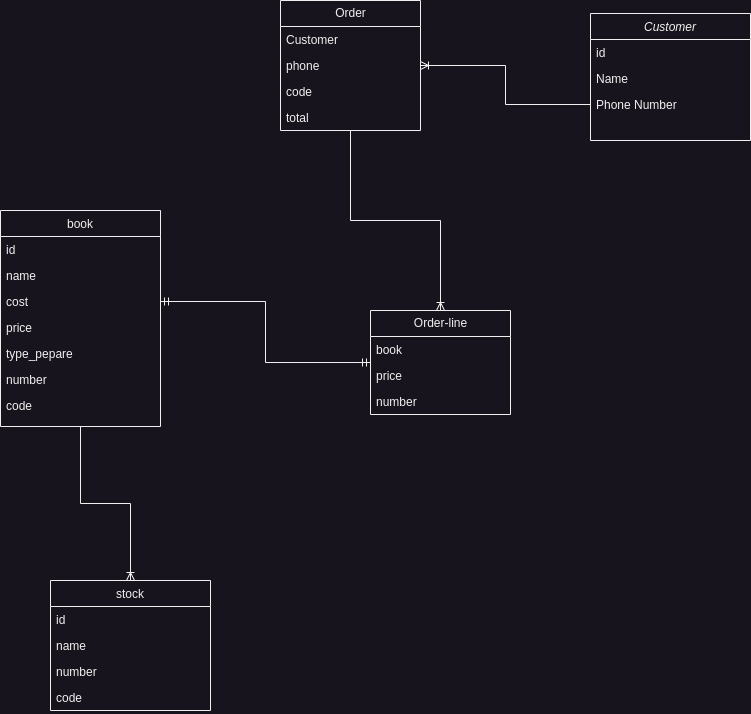 Order
Customer
phone
code
total
Customer
id
Name
Phone Number
book
id
name
cost
price
type_pepare
number
code
Order-line
book
price
number
stock
id
name
number
code